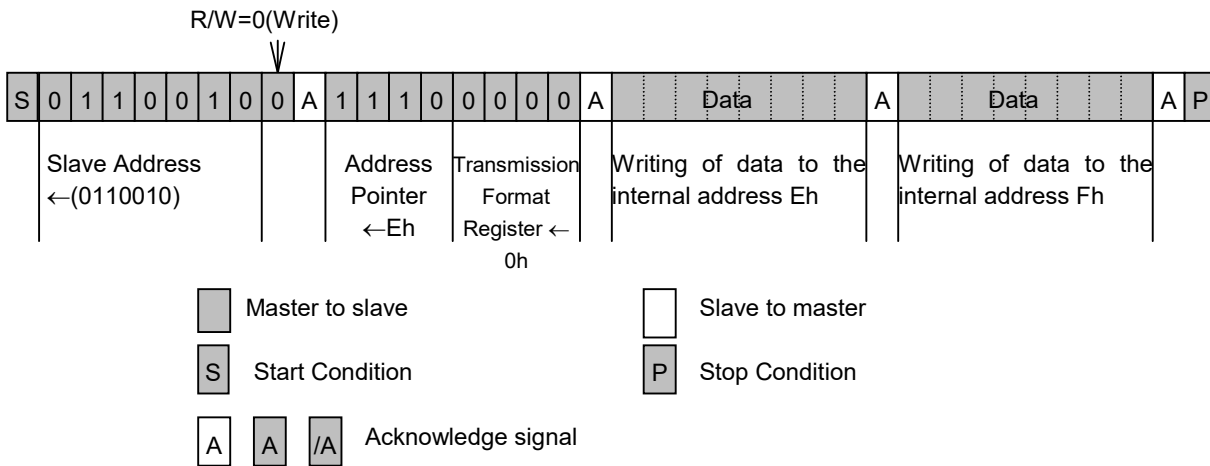 R/W=0(Write)
S 0 1 1 0 0 1 0 0 A 1 1 1 0 0 0 0 0 A Data A Data A P
Slave Address
←(0110010)
Address
Pointer
←Eh
Transmission
Format
Register ←
0h
Writing of data to the
internal address Eh
Writing of data to the
internal address Fh
Master to slave
Slave to master
S Start Condition
P Stop Condition
A A /A Acknowledge signal